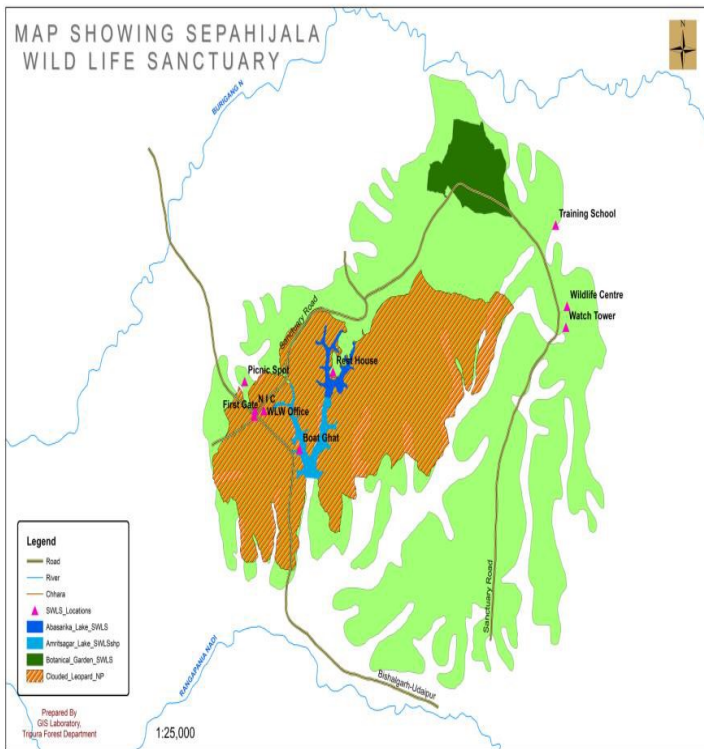 MAP SHOWING SEPAHIJALA
WILD LIFE SANCTUARY
N
BURIGANG N
Training School
Wildlife Centre
Watch Tower
Sanctuary Road
Rest House
Picnic Spot
N I C
First Gate
WLW Office
Boat Ghat
Sanctuary Road
Legend
Road
River
Chhara
SWLS_Locations
Abasarika_Lake_SWLS
Amritsagar_Lake_SWLSshp
Botanical_Garden_SWLS
Clouded_Leopard_NP
RANGAPANIA NADI
Bishalgarh-Udaipur
Prepared By
GIS Laboratory,
Tripura Forest Department
1:25,000